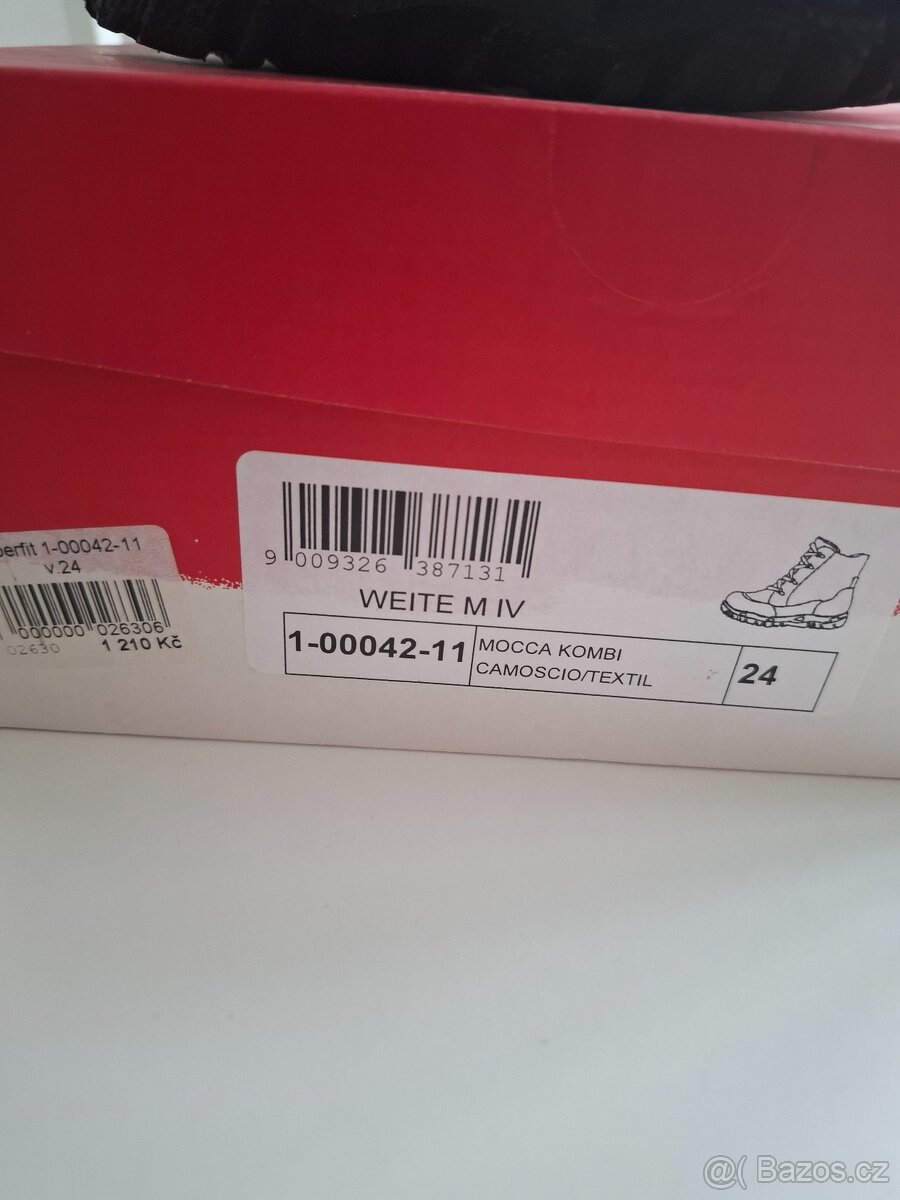 perfit 1-00042-11
v.24
000000 026306
02630
1 210 Kč
9 009326 387131
WEITE M IV
1-00042-11
MOCCA KOMBI
CAMOSCIO/TEXTIL
24
@( Bazos.cz